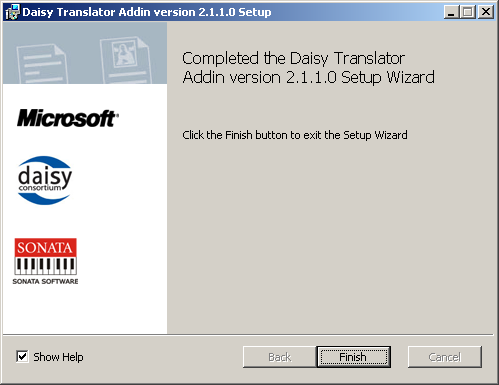 Daisy Translator Addin version 2.1.1.0 Setup
Completed the Daisy Translator
Addin version 2.1.1.0 Setup Wizard
Microsoft®
Click the Finish button to exit the Setup Wizard
daisy
consortium
SONATA
SONATA SOFTWARE
Show Help
Back
Finish
Cancel